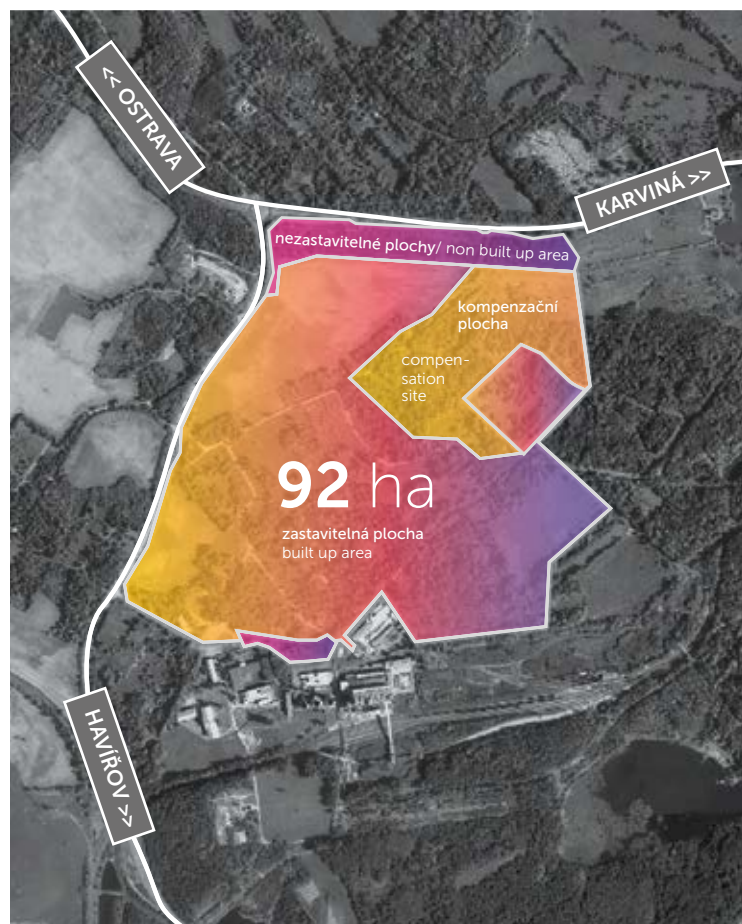 << OSTRAVA
KARVINÁ >>
nezastavitelné plochy/ non built up area
kompenzační
plocha
compen-
sation
site
92 ha
zastavitelná plocha
built up area
HAVÍŘOV >>